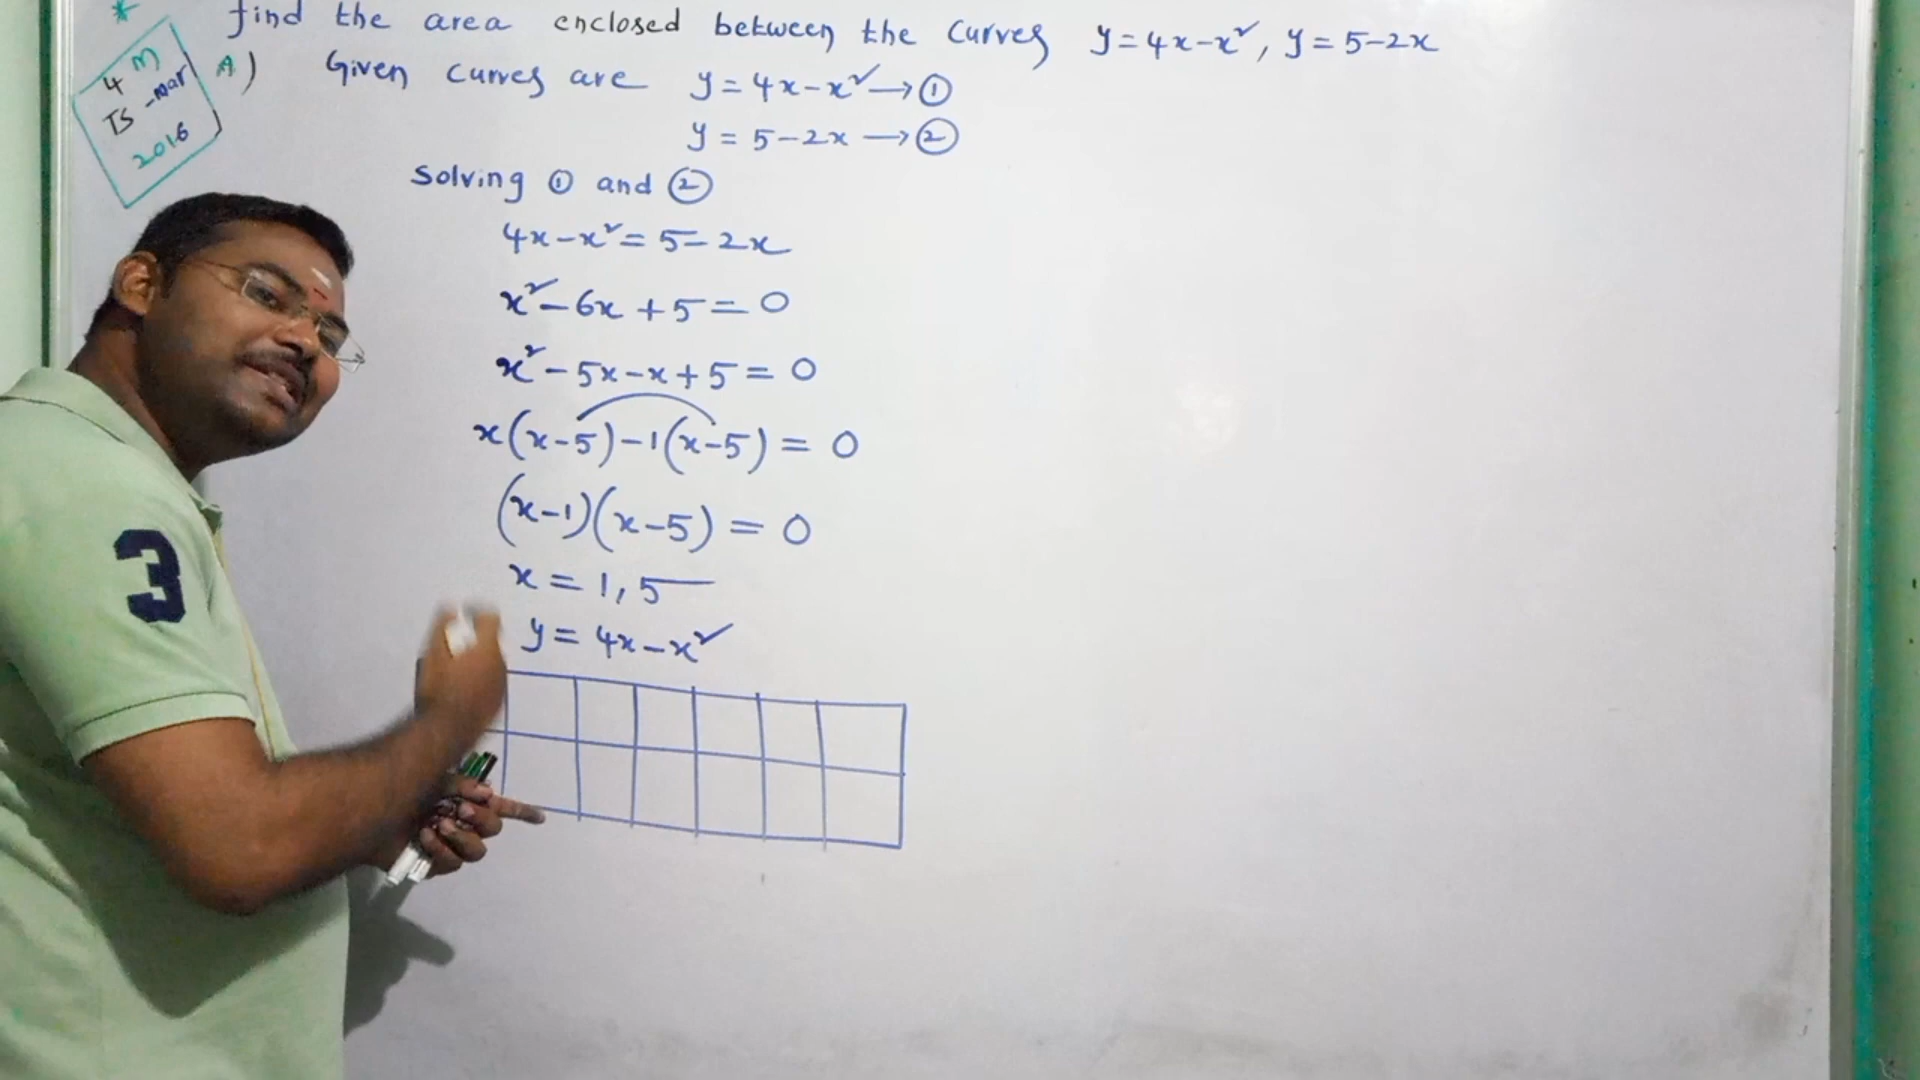 *
find the area enclosed between the curves y = 4x - x², y = 5 - 2x
4 M
TS - Mar
2016
A) Given curves are y = 4x - x² → ①
y = 5 - 2x → ②
Solving ① and ②
4x - x² = 5 - 2x
x² - 6x + 5 = 0
x² - 5x - x + 5 = 0
x(x - 5) - 1(x - 5) = 0
(x - 1)(x - 5) = 0
x = 1, 5
y = 4x - x²
3